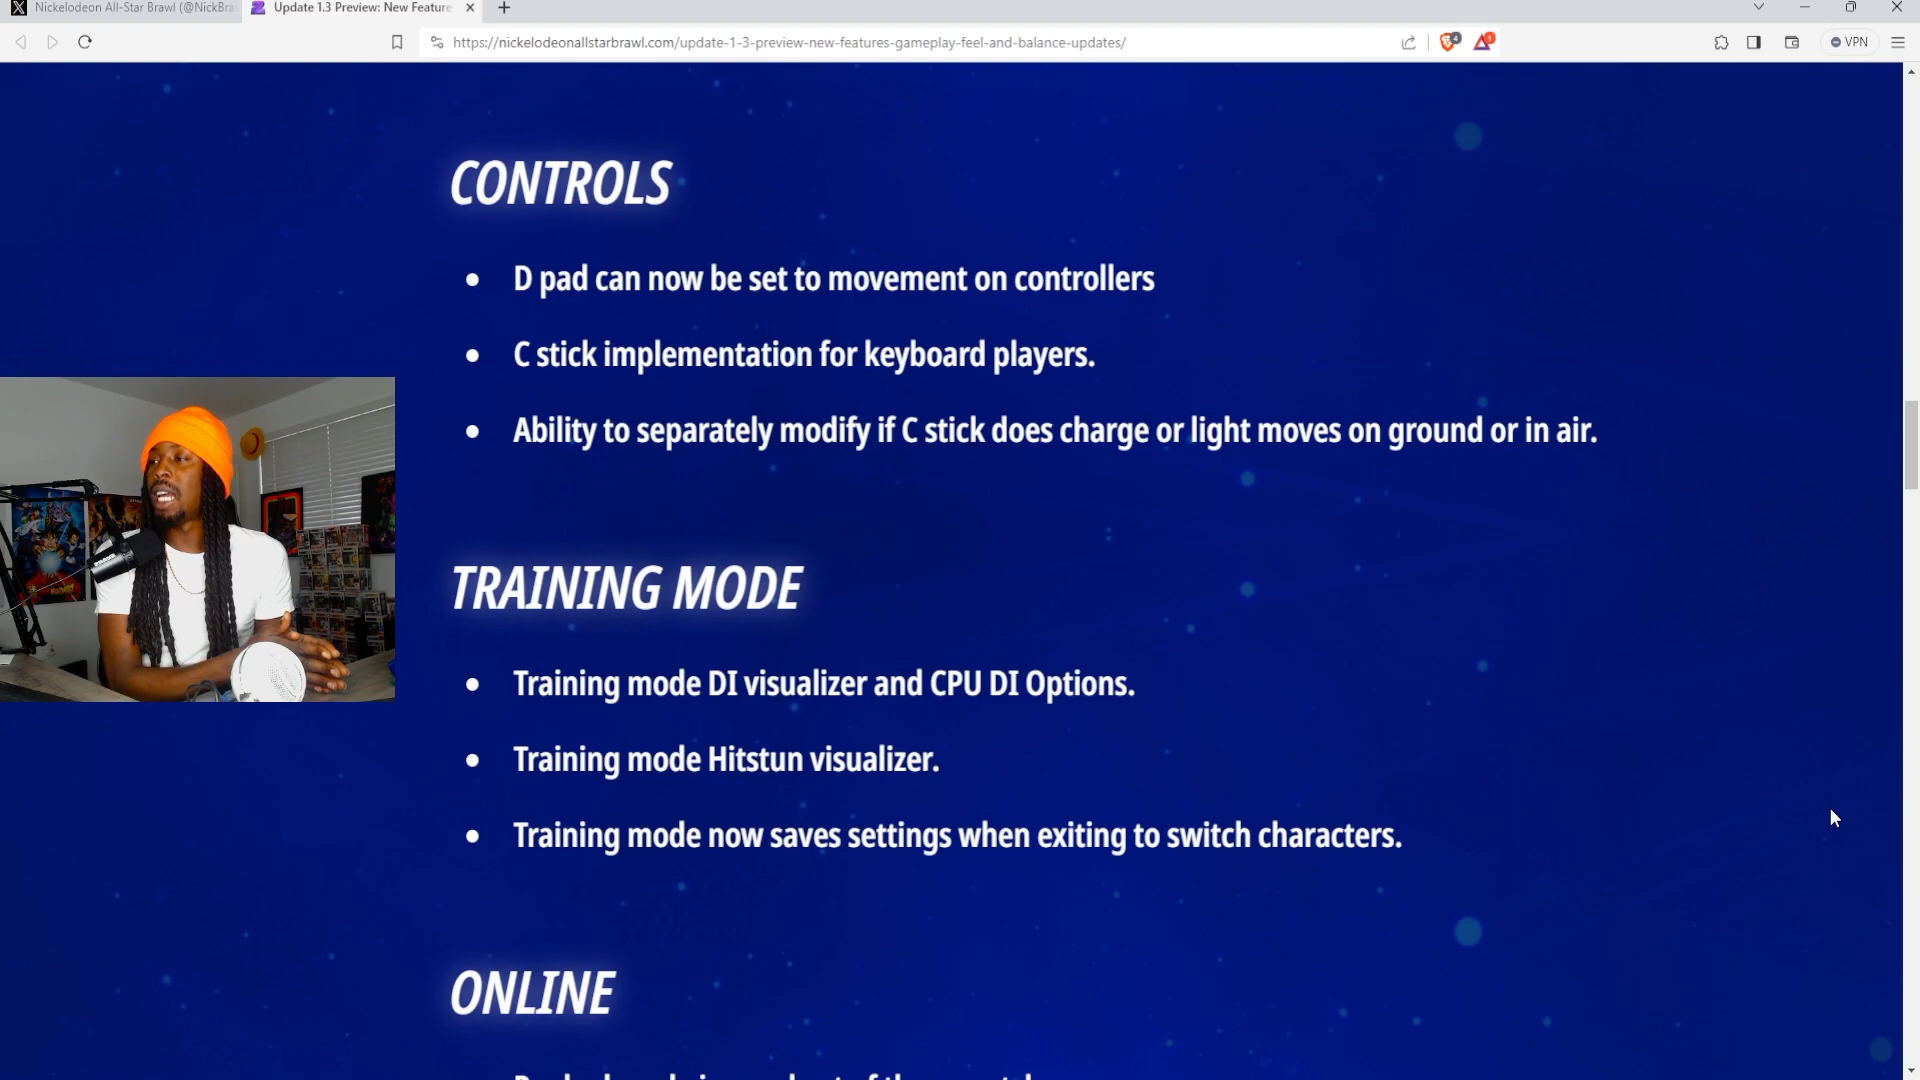 Nickelodeon All-Star Brawl (@NickBra
Update 1.3 Preview: New Feature
https://nickelodeonallstarbrawl.com/update-1-3-preview-new-features-gameplay-feel-and-balance-updates/
4
1
VPN
CONTROLS
D pad can now be set to movement on controllers
C stick implementation for keyboard players.
Ability to separately modify if C stick does charge or light moves on ground or in air.
TRAINING MODE
Training mode DI visualizer and CPU DI Options.
Training mode Hitstun visualizer.
Training mode now saves settings when exiting to switch characters.
ONLINE